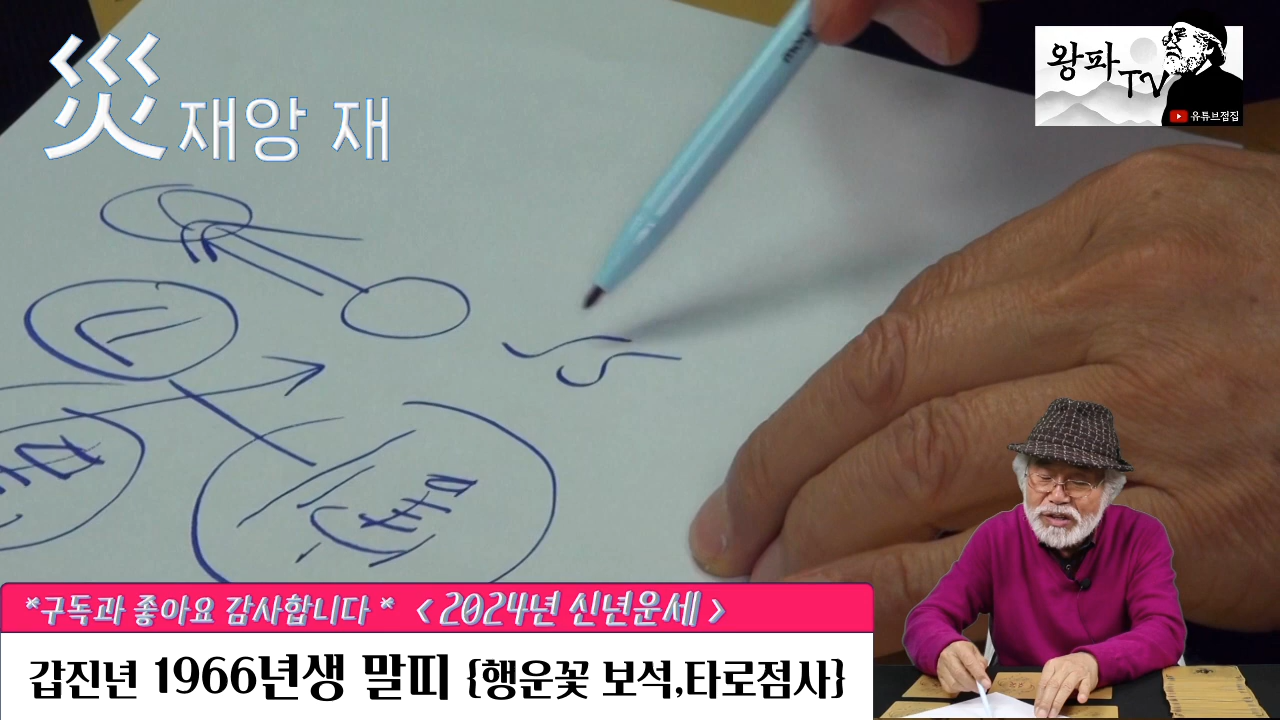 災 재앙 재
왕파
TV
유튜브점집
*구독과 좋아요 감사합니다 * < 2024년 신년운세 >
갑진년 1966년생 말띠 {행운꽃 보석,타로점사}